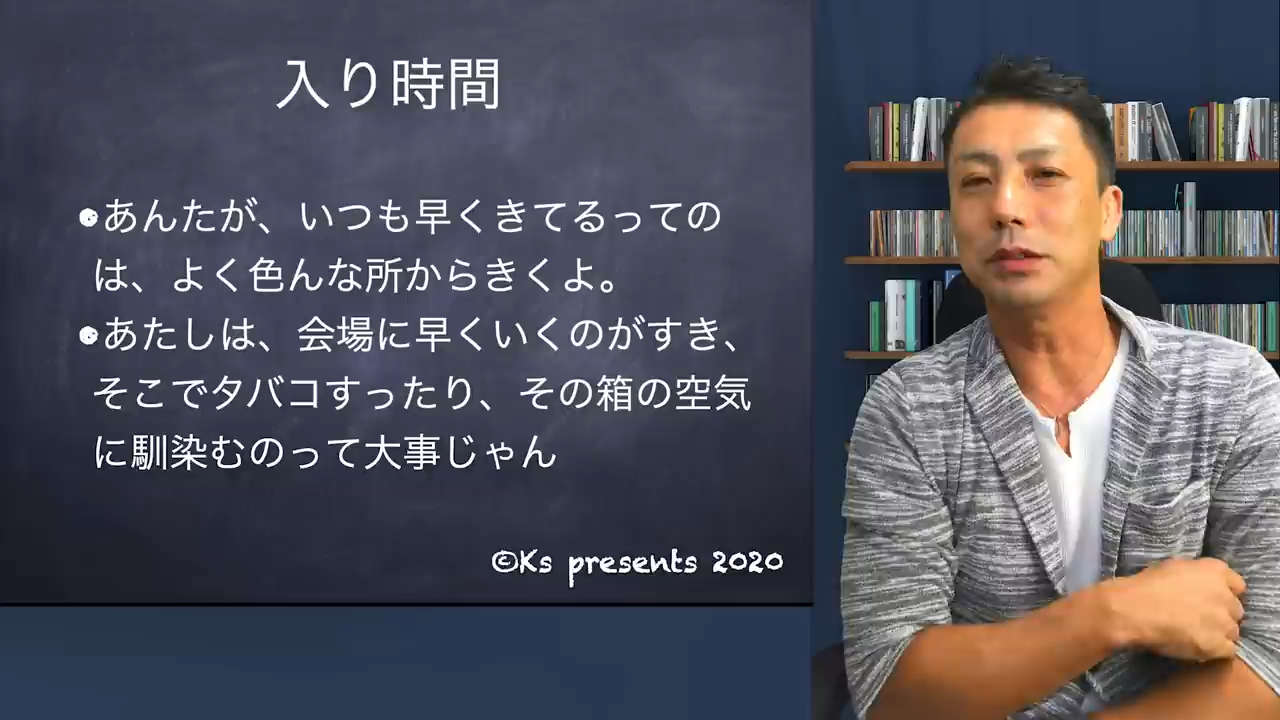 入り時間
•あんたが、いつも早くきてるっての
は、よく色んな所からきくよ。
•あたしは、会場に早くいくのがすき、
そこでタバコすったり、その箱の空気
に馴染むのって大事じゃん
©Ks presents 2020